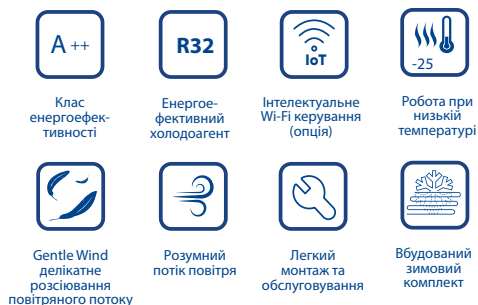 A ++
R32
IoT
-25
Клас
енергоефек-
тивності
Енергое-
фективний
холодоагент
Інтелектуальне
Wi-Fi керування
(опція)
Робота при
низькій
температурі
Gentle Wind
делікатне
розсіювання
повітряного потоку
Розумний
потік повітря
Легкий
монтаж та
обслуговування
Вбудований
зимовий
комплект